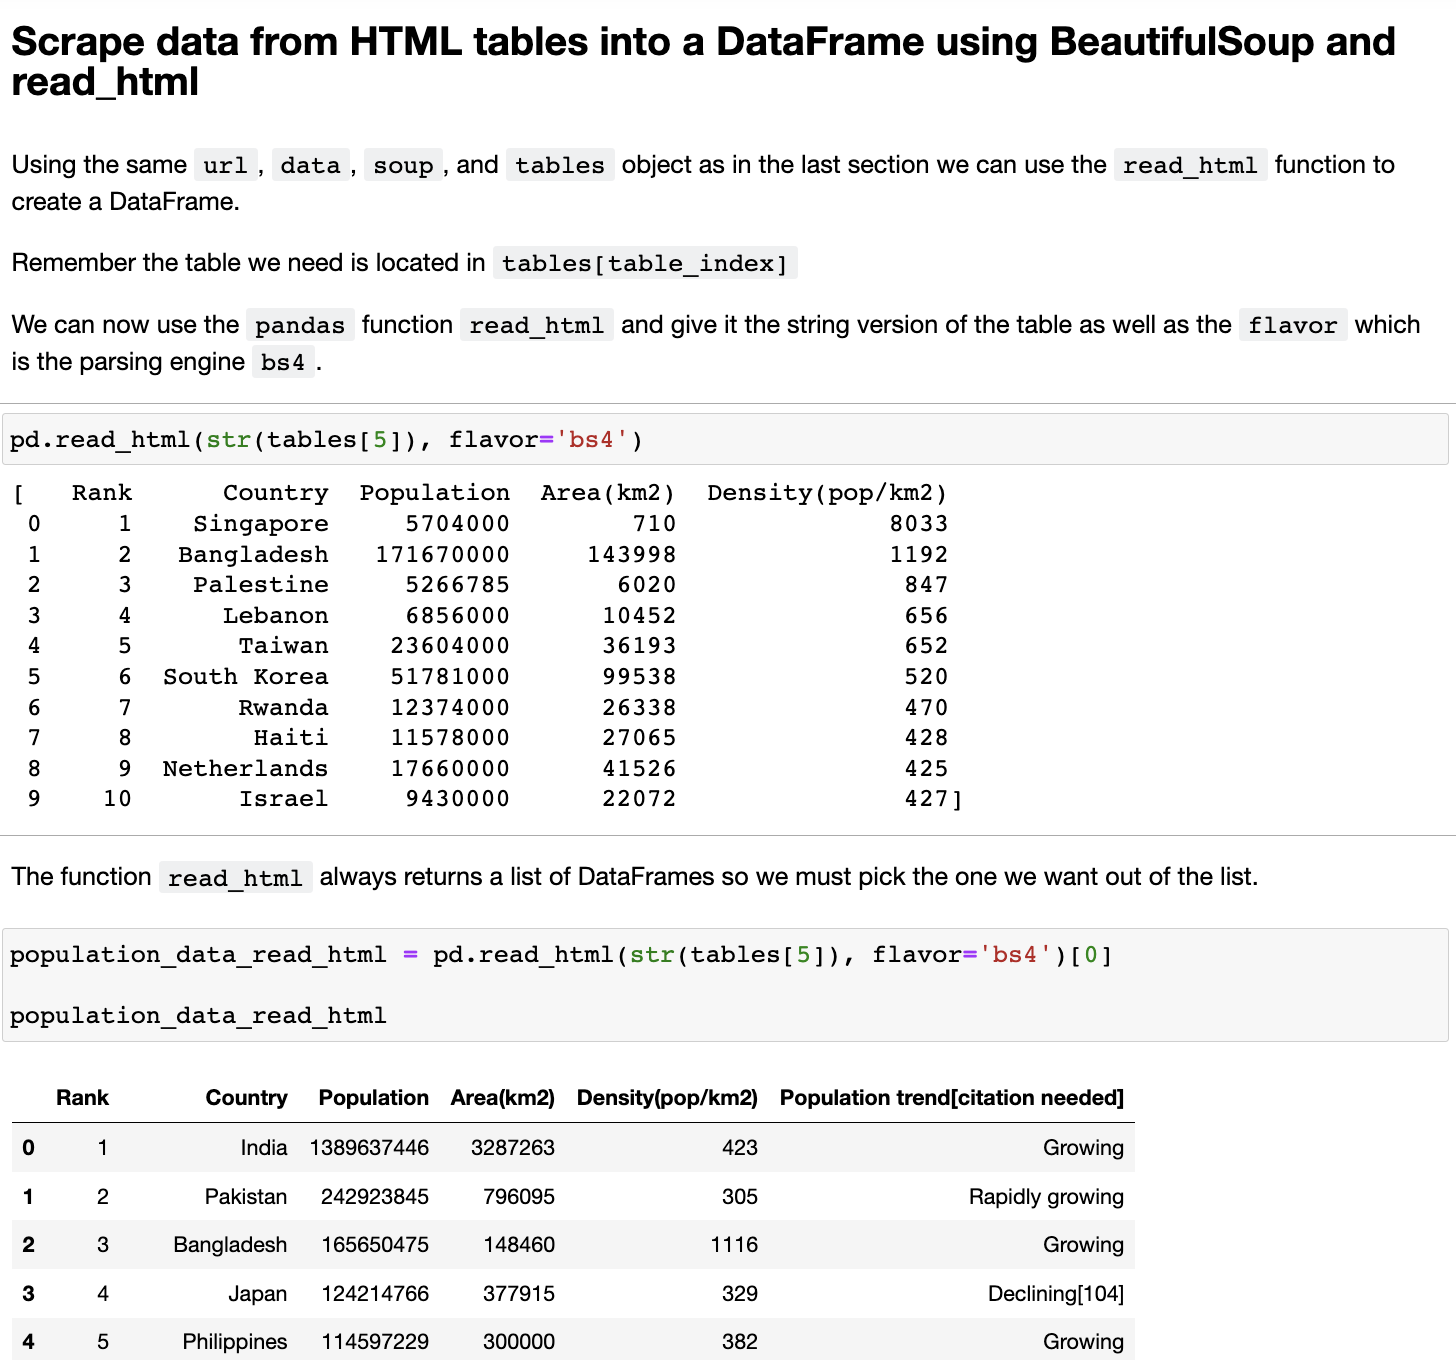 Scrape data from HTML tables into a DataFrame using BeautifulSoup and
read_html
Using the same url , data , soup , and tables object as in the last section we can use the read_html function to
create a DataFrame.
Remember the table we need is located in tables[table_index]
We can now use the pandas function read_html and give it the string version of the table as well as the flavor which
is the parsing engine bs4 .
pd.read_html(str(tables[5]), flavor='bs4')
[ Rank Country Population Area(km2) Density(pop/km2)
0 1 Singapore 5704000 710 8033
1 2 Bangladesh 171670000 143998 1192
2 3 Palestine 5266785 6020 847
3 4 Lebanon 6856000 10452 656
4 5 Taiwan 23604000 36193 652
5 6 South Korea 51781000 99538 520
6 7 Rwanda 12374000 26338 470
7 8 Haiti 11578000 27065 428
8 9 Netherlands 17660000 41526 425
9 10 Israel 9430000 22072 427]
The function read_html always returns a list of DataFrames so we must pick the one we want out of the list.
population_data_read_html = pd.read_html(str(tables[5]), flavor='bs4')[0]
population_data_read_html
Rank Country Population Area(km2) Density(pop/km2) Population trend[citation needed]
0 1 India 1389637446 3287263 423 Growing
1 2 Pakistan 242923845 796095 305 Rapidly growing
2 3 Bangladesh 165650475 148460 1116 Growing
3 4 Japan 124214766 377915 329 Declining[104]
4 5 Philippines 114597229 300000 382 Growing